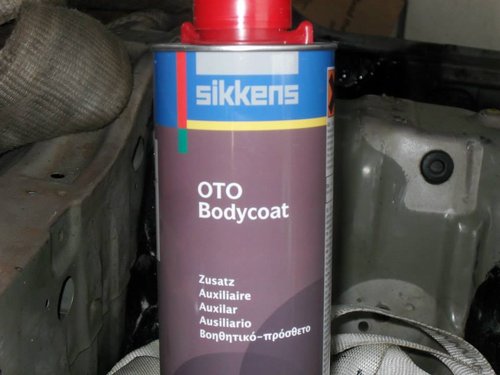 sikkens
OTO
Bodycoat
Zusatz
Auxiliaire
Auxilar
Ausiliario
Βοηθητικό-πρόσθετο